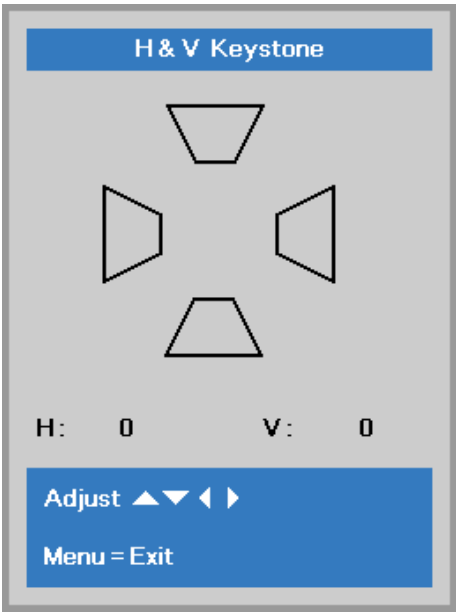 H & V Keystone
H: 0 V: 0
Adjust ▲▼◀▶
Menu = Exit